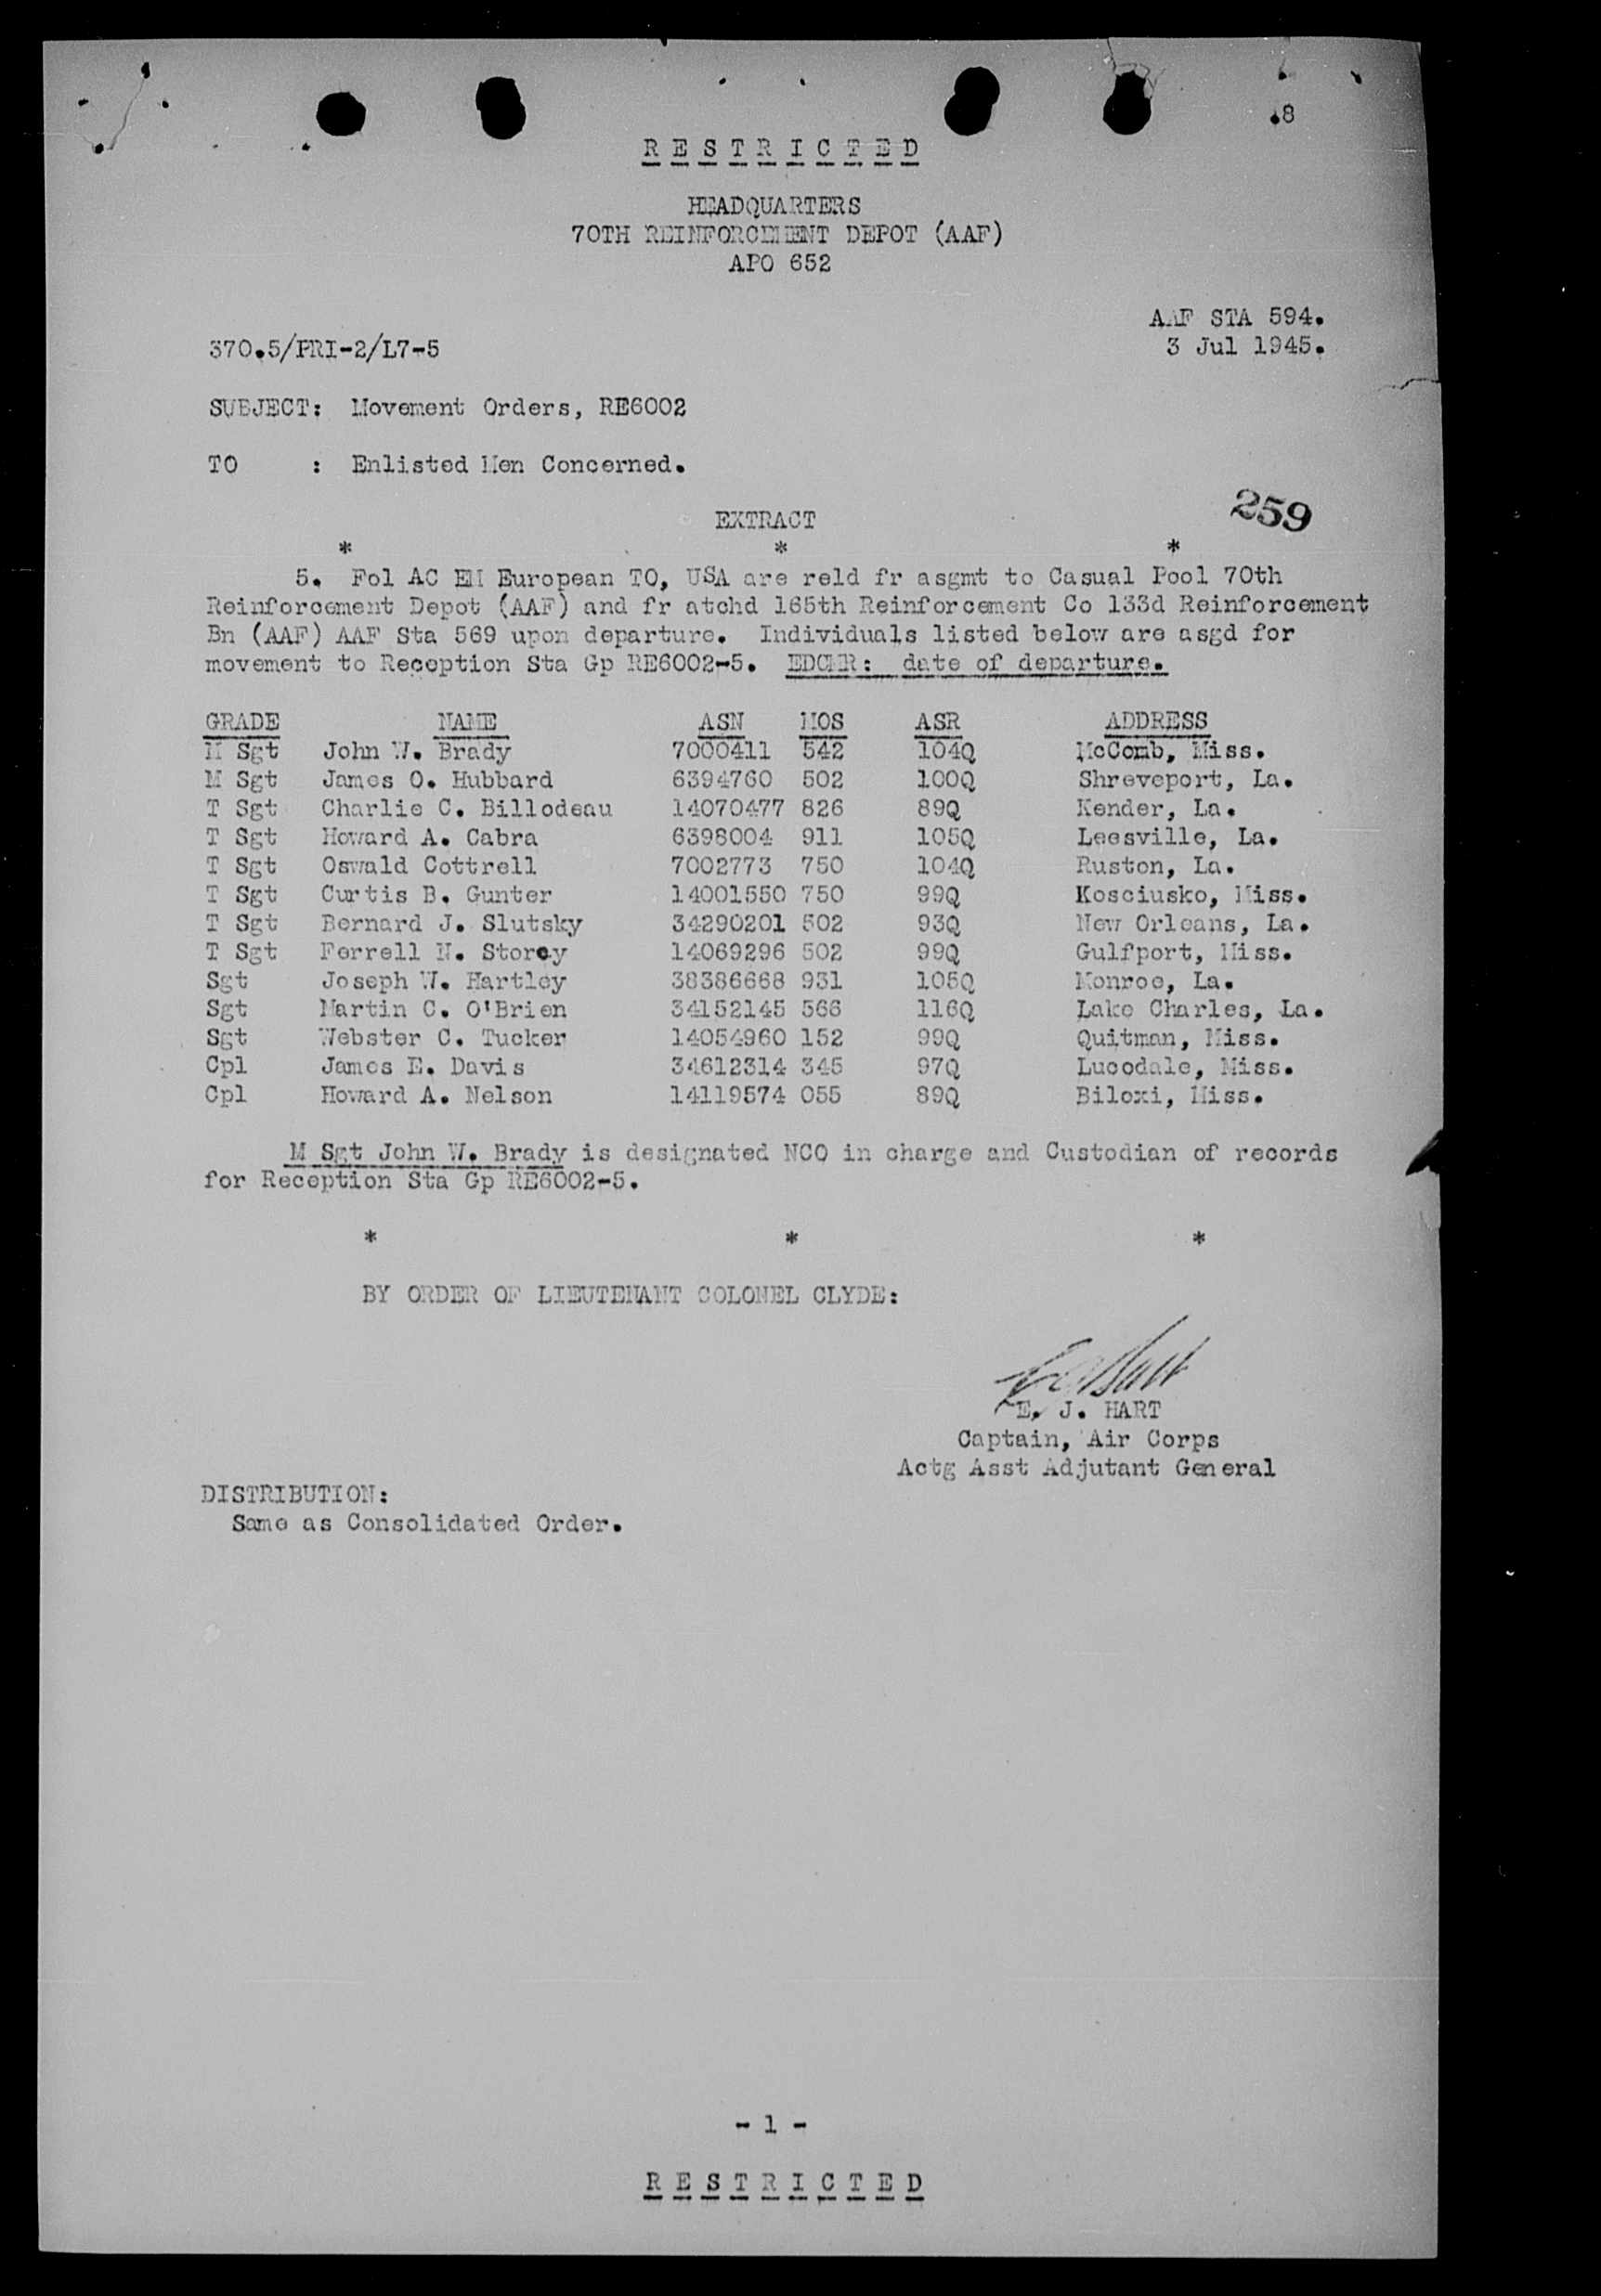 8
RESTRICTED
HEADQUARTERS
70TH REINFORCEMENT DEPOT (AAF)
APO 652
AAF STA 594.
370.5/PRI-2/L7-5
3 Jul 1945.
SUBJECT: Movement Orders, RE6002
TO : Enlisted Men Concerned.
259
EXTRACT
* * *
5. Fol AC EM European TO, USA are reld fr asgmt to Casual Pool 70th
Reinforcement Depot (AAF) and fr atchd 165th Reinforcement Co 133d Reinforcement
Bn (AAF) AAF Sta 569 upon departure. Individuals listed below are asgd for
movement to Reception Sta Gp RE6002-5. EDCMR: date of departure.
GRADE NAME ASN MOS ASR ADDRESS
M Sgt John W. Brady 7000411 542 104Q McComb, Miss.
M Sgt James O. Hubbard 6394760 502 100Q Shreveport, La.
T Sgt Charlie C. Billodeau 14070477 826 89Q Kender, La.
T Sgt Howard A. Cabra 6398004 911 105Q Leesville, La.
T Sgt Oswald Cottrell 7002773 750 104Q Ruston, La.
T Sgt Curtis B. Gunter 14001550 750 99Q Kosciusko, Miss.
T Sgt Bernard J. Slutsky 34290201 502 93Q New Orleans, La.
T Sgt Ferrell N. Storey 14069296 502 99Q Gulfport, Miss.
Sgt Joseph W. Hartley 38386668 931 105Q Monroe, La.
Sgt Martin C. O'Brien 34152145 566 116Q Lake Charles, La.
Sgt Webster C. Tucker 14054960 152 99Q Quitman, Miss.
Cpl James E. Davis 34612314 345 97Q Lucodale, Miss.
Cpl Howard A. Nelson 14119574 055 89Q Biloxi, Miss.
M Sgt John W. Brady is designated NCO in charge and Custodian of records
for Reception Sta Gp RE6002-5.
* * *
BY ORDER OF LIEUTENANT COLONEL CLYDE:
E. J. HART
Captain, Air Corps
Actg Asst Adjutant General
DISTRIBUTION:
Same as Consolidated Order.
- 1 -
RESTRICTED